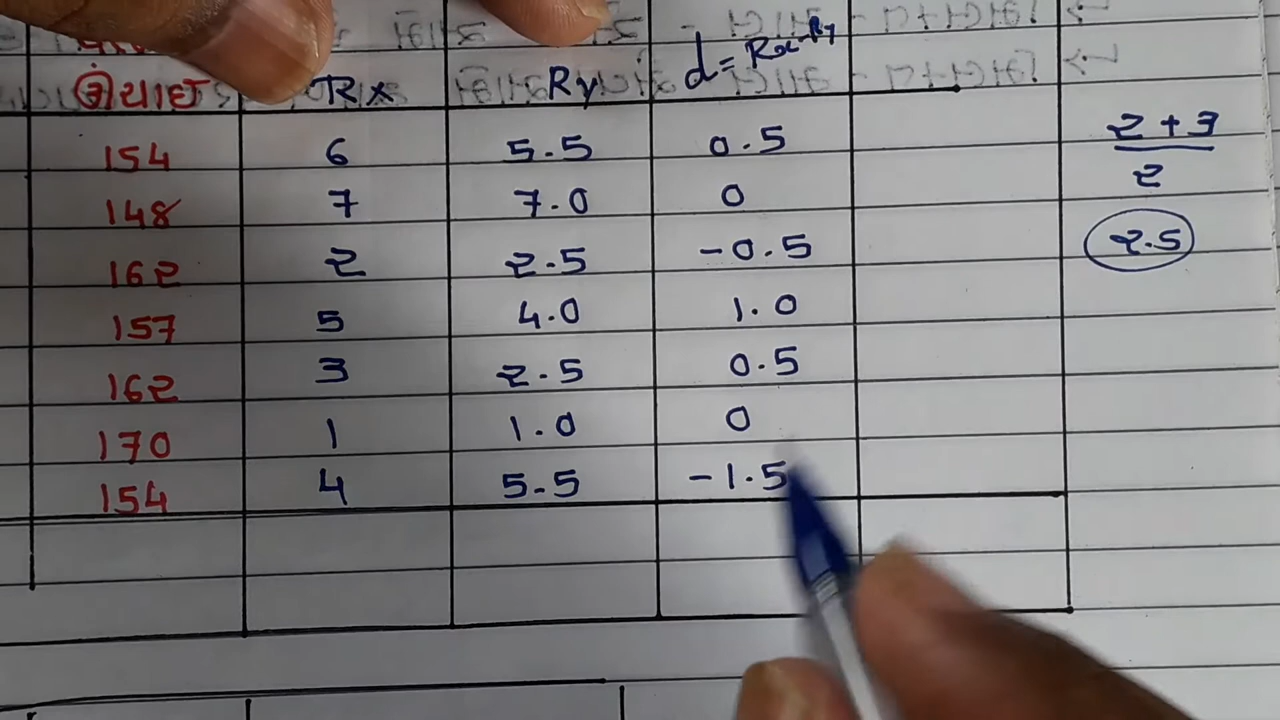 Rx Ry d = Rx-Ry
154 6 5.5 0.5
148 7 7.0 0
162 2 2.5 -0.5
157 5 4.0 1.0
162 3 2.5 0.5
170 1 1.0 0
154 4 5.5 -1.5
2 + 3
2
2.5